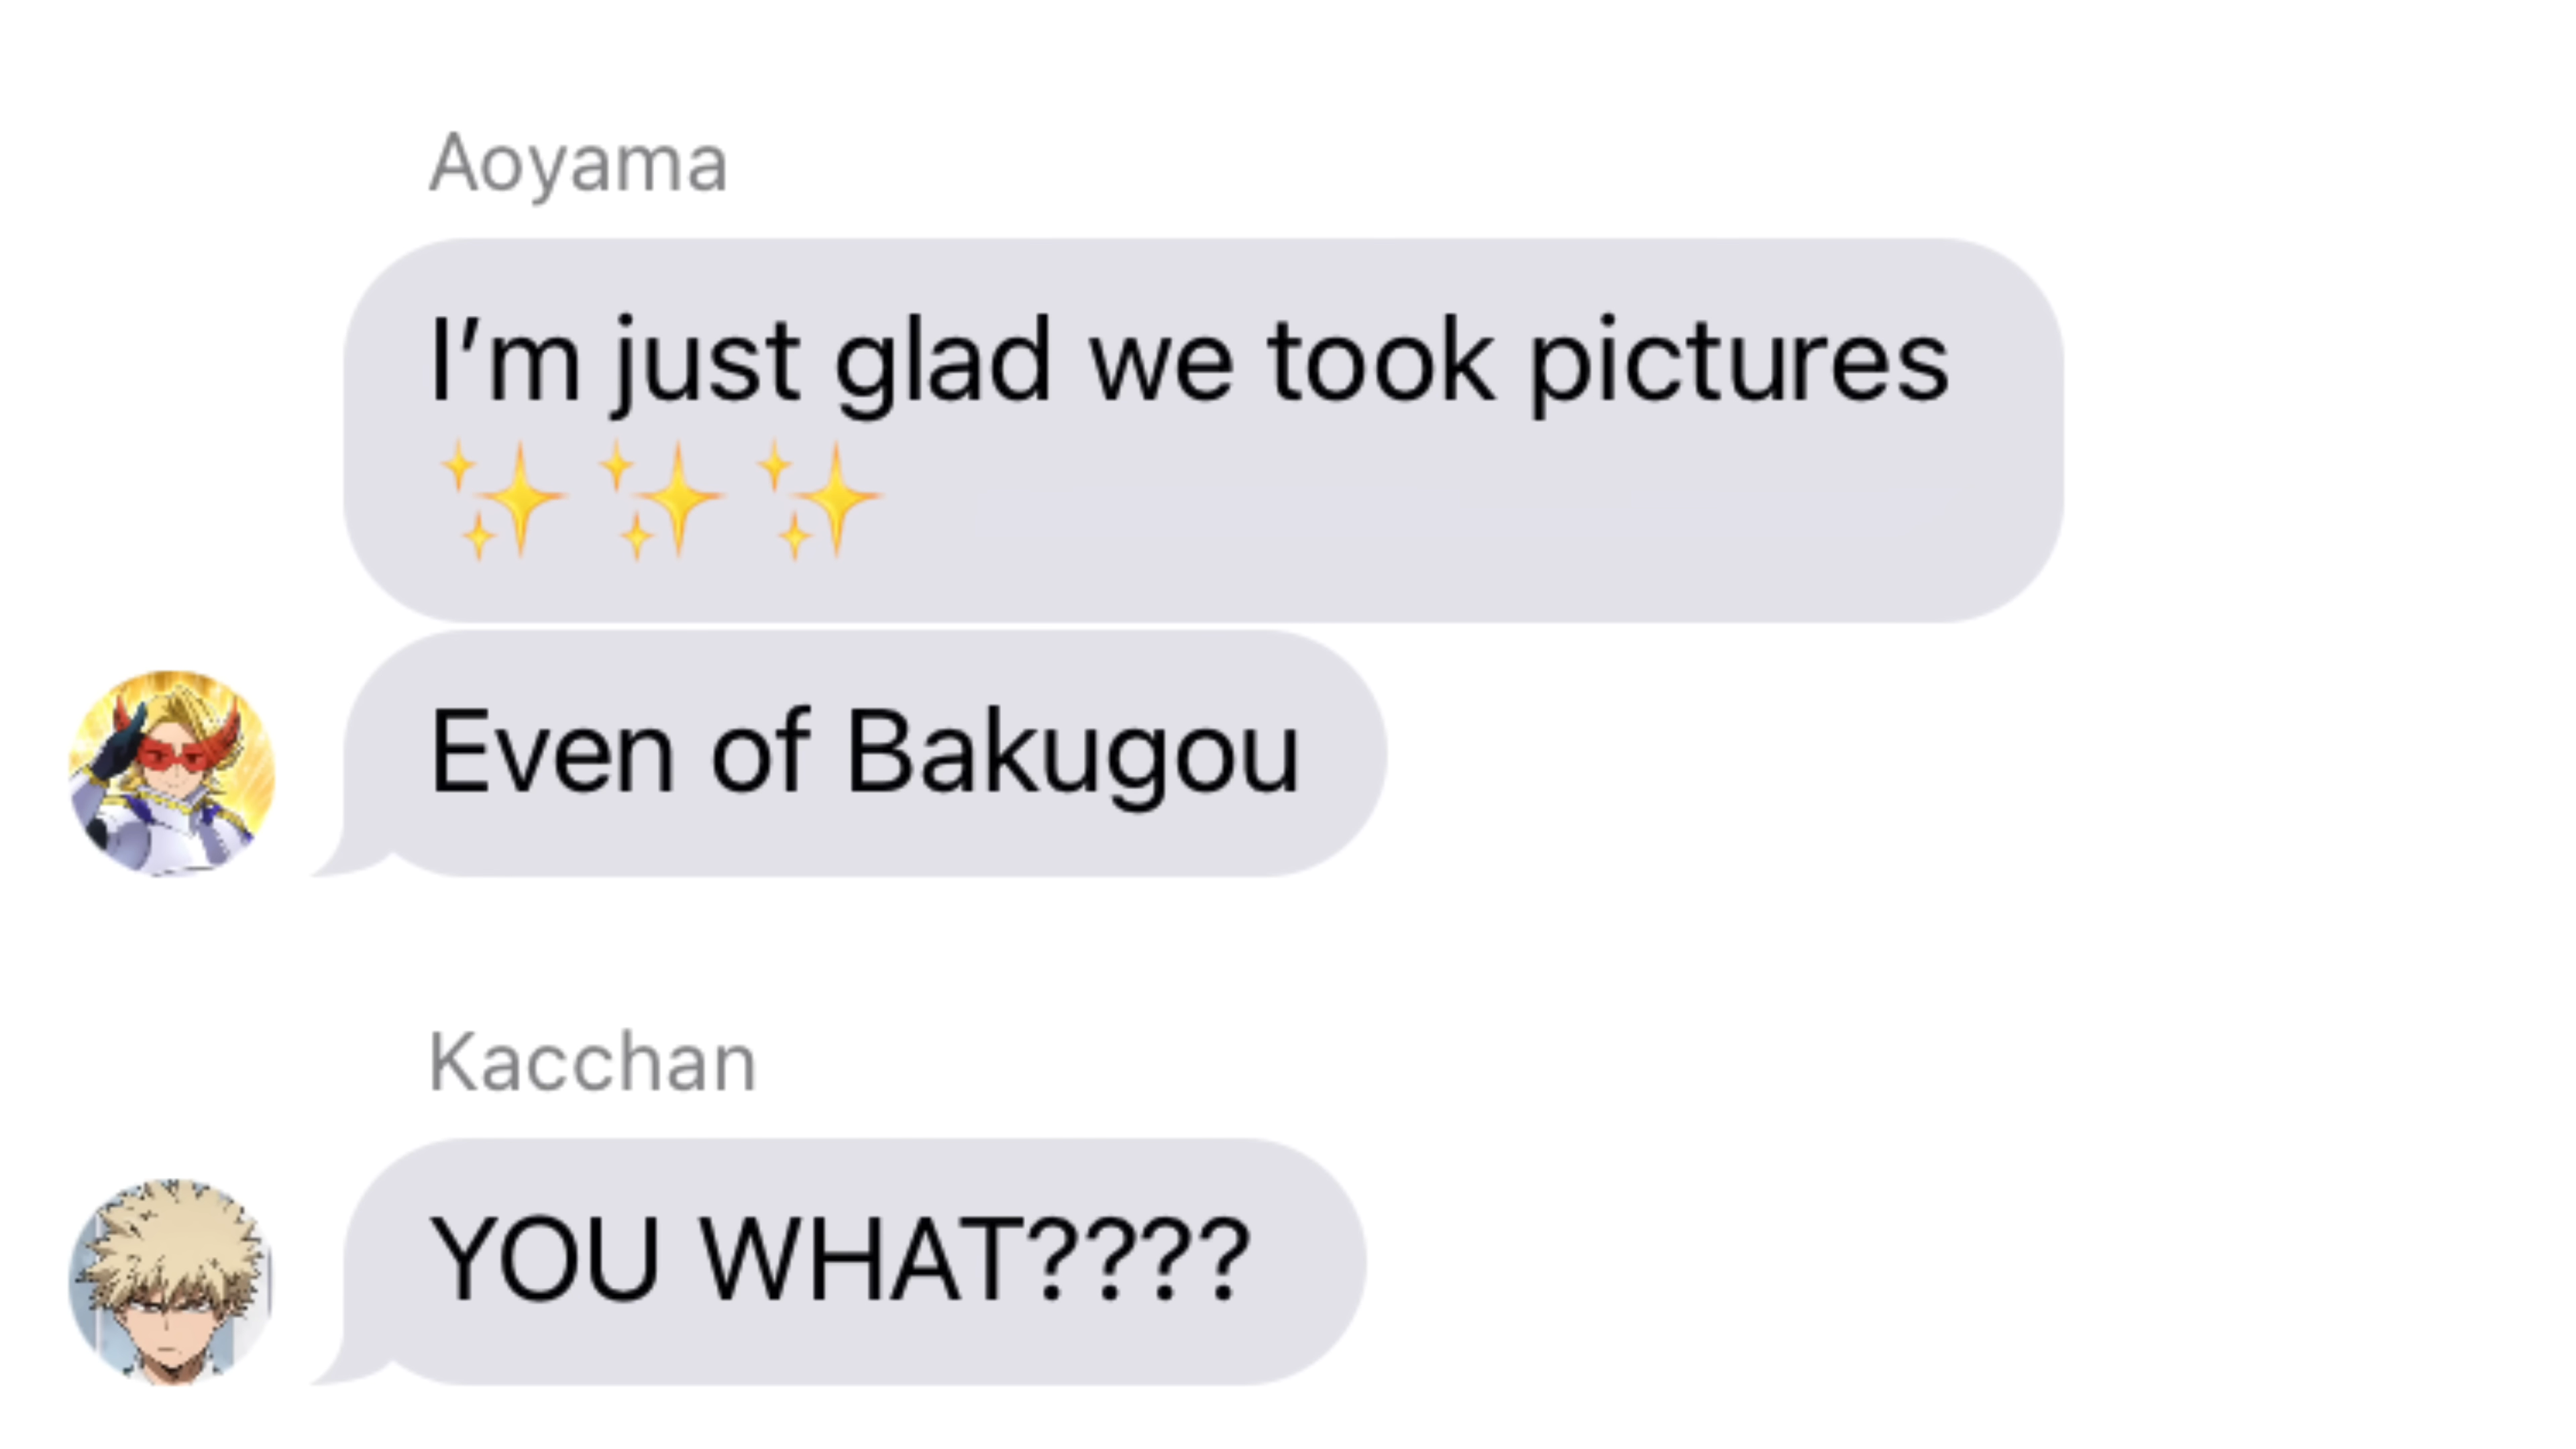 Aoyama
I’m just glad we took pictures
✨✨✨
Even of Bakugou
Kacchan
YOU WHAT????